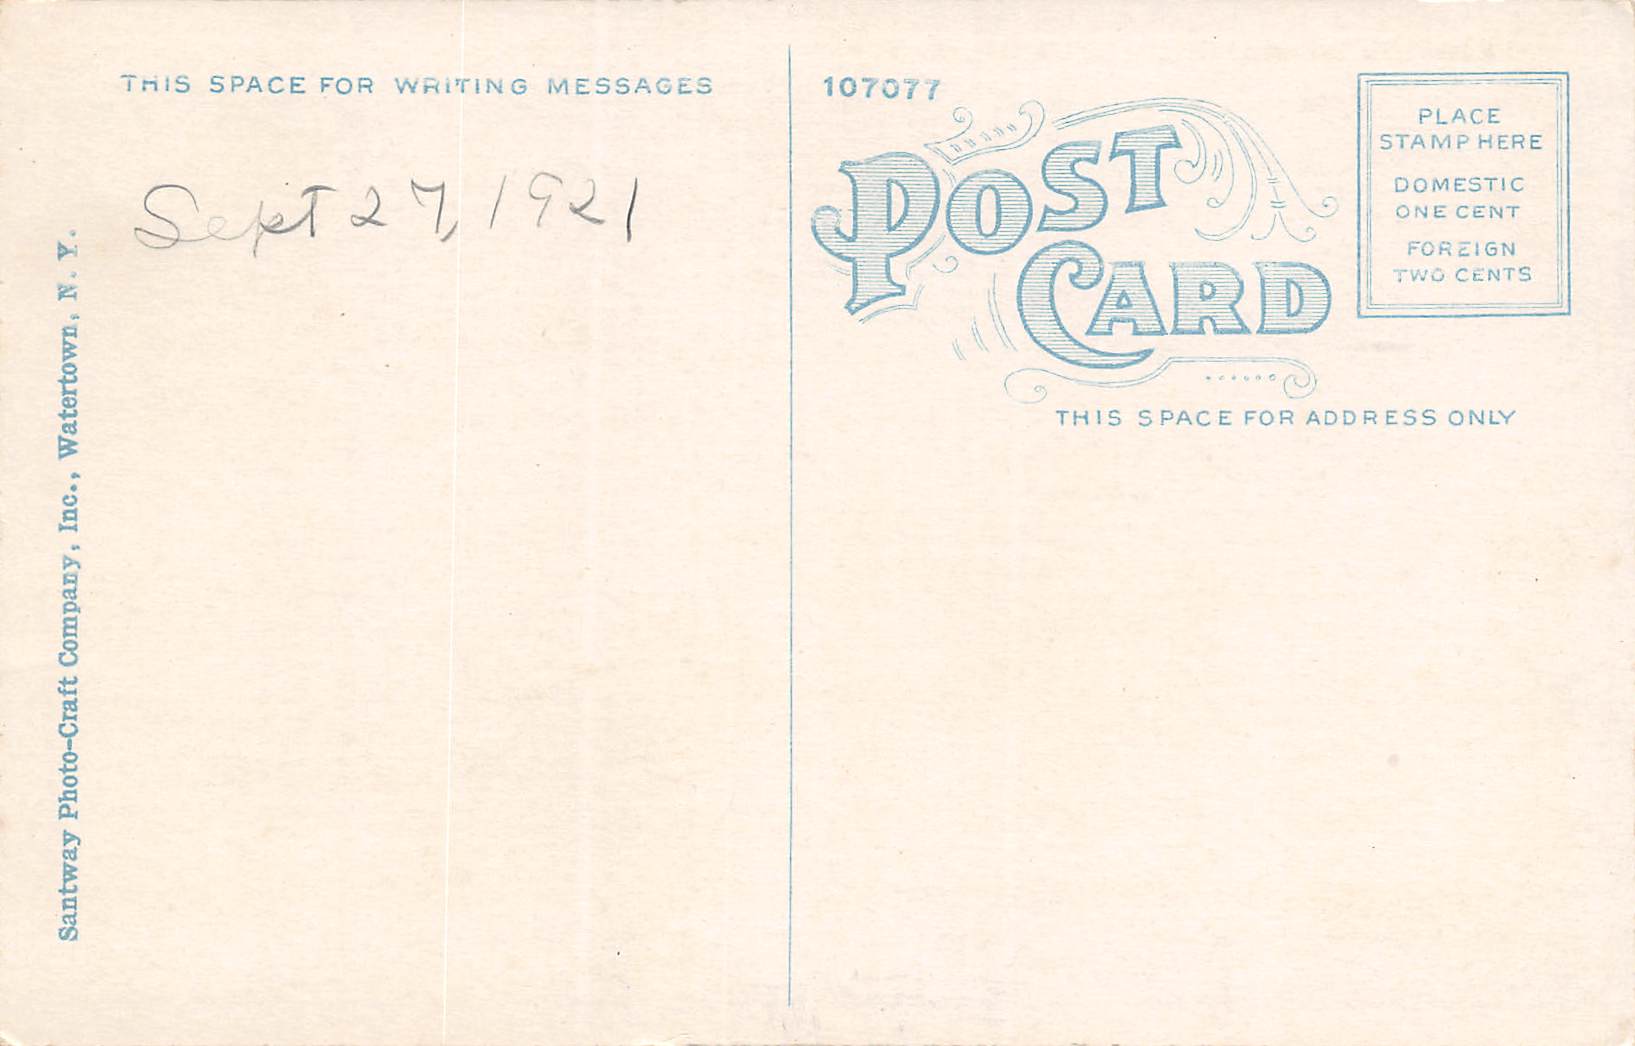 THIS SPACE FOR WRITING MESSAGES
Sept 27, 1921
Santway Photo-Craft Company, Inc., Watertown, N. Y.
107077
POST
CARD
PLACE
STAMP HERE
DOMESTIC
ONE CENT
FOREIGN
TWO CENTS
THIS SPACE FOR ADDRESS ONLY